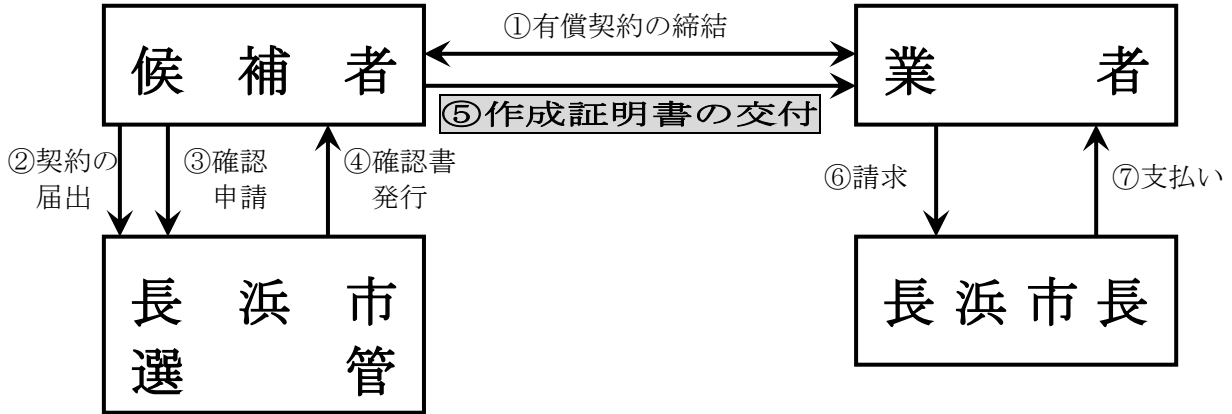 ①有償契約の締結
候補者
業者
⑤作成証明書の交付
②契約の
届出
③確認
申請
④確認書
発行
⑥請求
⑦支払い
長浜市
選管
長浜市長